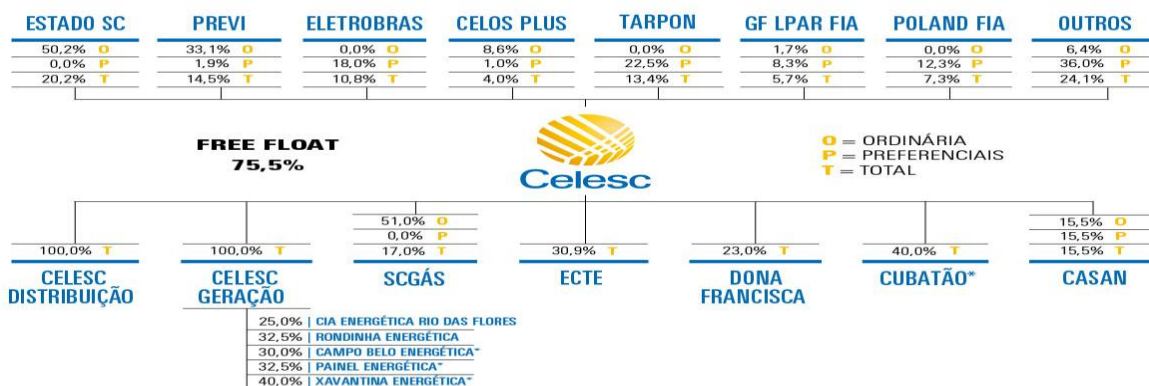 ESTADO SC PREVI ELETROBRAS CELOS PLUS TARPON GF LPAR FIA POLAND FIA OUTROS
50,2% O 33,1% O 0,0% O 8,6% O 0,0% O 1,7% O 0,0% O 6,4% O
0,0% P 1,9% P 18,0% P 1,0% P 22,5% P 8,3% P 12,3% P 36,0% P
20,2% T 14,5% T 10,8% T 4,0% T 13,4% T 5,7% T 7,3% T 24,1% T
FREE FLOAT
75,5%
Celesc
O = ORDINÁRIA
P = PREFERENCIAIS
T = TOTAL
51,0% O 15,5% O
0,0% P 15,5% P
100,0% T 100,0% T 17,0% T 30,9% T 23,0% T 40,0% T 15,5% T
CELESC CELESC SCGÁS ECTE DONA CUBATÃO* CASAN
DISTRIBUIÇÃO GERAÇÃO FRANCISCA
25,0% | CIA ENERGÉTICA RIO DAS FLORES
32,5% | RONDINHA ENERGÉTICA
30,0% | CAMPO BELO ENERGÉTICA*
32,5% | PAINEL ENERGÉTICA*
40,0% | XAVANTINA ENERGÉTICA*